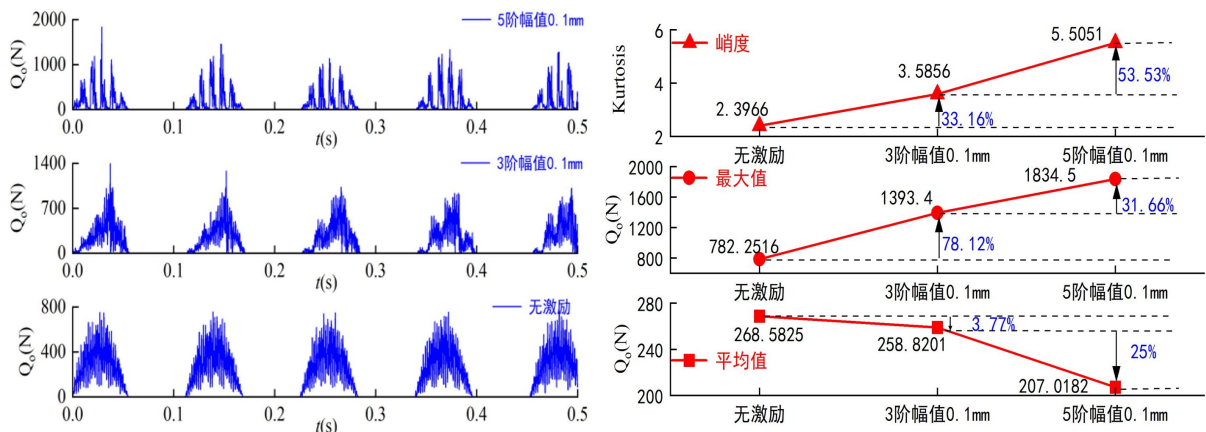 2000
1000
0
Qₒ(N)
5阶幅值0.1mm
0.0 0.1 0.2 0.3 0.4 0.5
t(s)
1400
700
0
Qₒ(N)
3阶幅值0.1mm
0.0 0.1 0.2 0.3 0.4 0.5
t(s)
800
400
0
Qₒ(N)
无激励
0.0 0.1 0.2 0.3 0.4 0.5
t(s)
6
4
2
Kurtosis
峭度
2.3966
3.5856
5.5051
33.16%
53.53%
无激励 3阶幅值0.1mm 5阶幅值0.1mm
2000
1600
1200
800
Qₒ(N)
最大值
782.2516
1393.4
1834.5
78.12%
31.66%
无激励 3阶幅值0.1mm 5阶幅值0.1mm
280
240
200
Qₒ(N)
平均值
268.5825
258.8201
207.0182
3.77%
25%
无激励 3阶幅值0.1mm 5阶幅值0.1mm